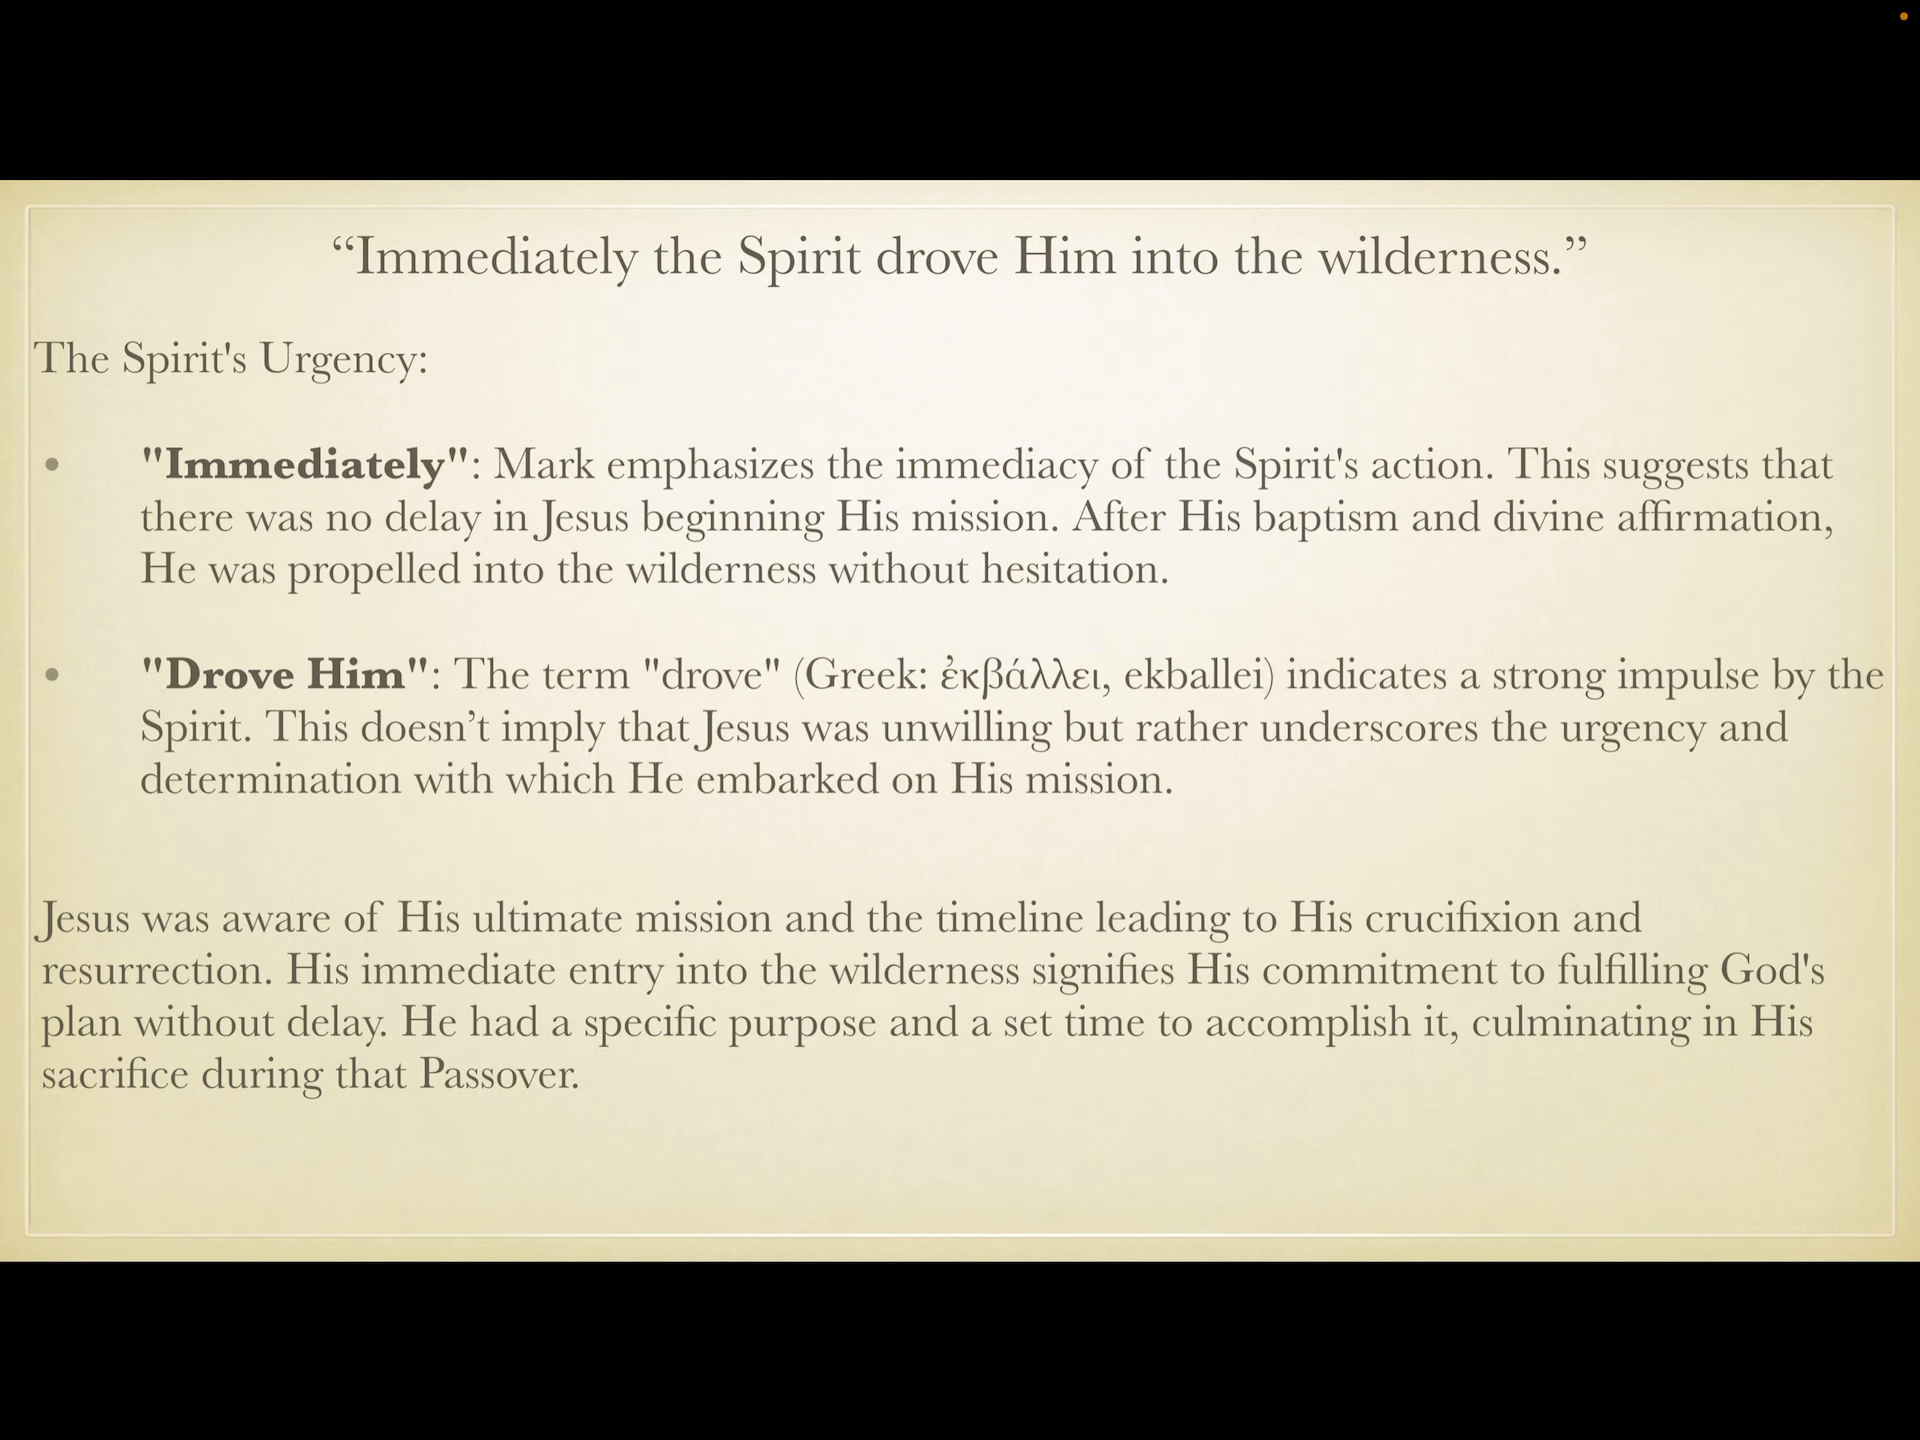 “Immediately the Spirit drove Him into the wilderness.”
The Spirit's Urgency:
• "Immediately": Mark emphasizes the immediacy of the Spirit's action. This suggests that
there was no delay in Jesus beginning His mission. After His baptism and divine affirmation,
He was propelled into the wilderness without hesitation.
• "Drove Him": The term "drove" (Greek: ἐκβάλλει, ekballei) indicates a strong impulse by the
Spirit. This doesn’t imply that Jesus was unwilling but rather underscores the urgency and
determination with which He embarked on His mission.
Jesus was aware of His ultimate mission and the timeline leading to His crucifixion and
resurrection. His immediate entry into the wilderness signifies His commitment to fulfilling God's
plan without delay. He had a specific purpose and a set time to accomplish it, culminating in His
sacrifice during that Passover.